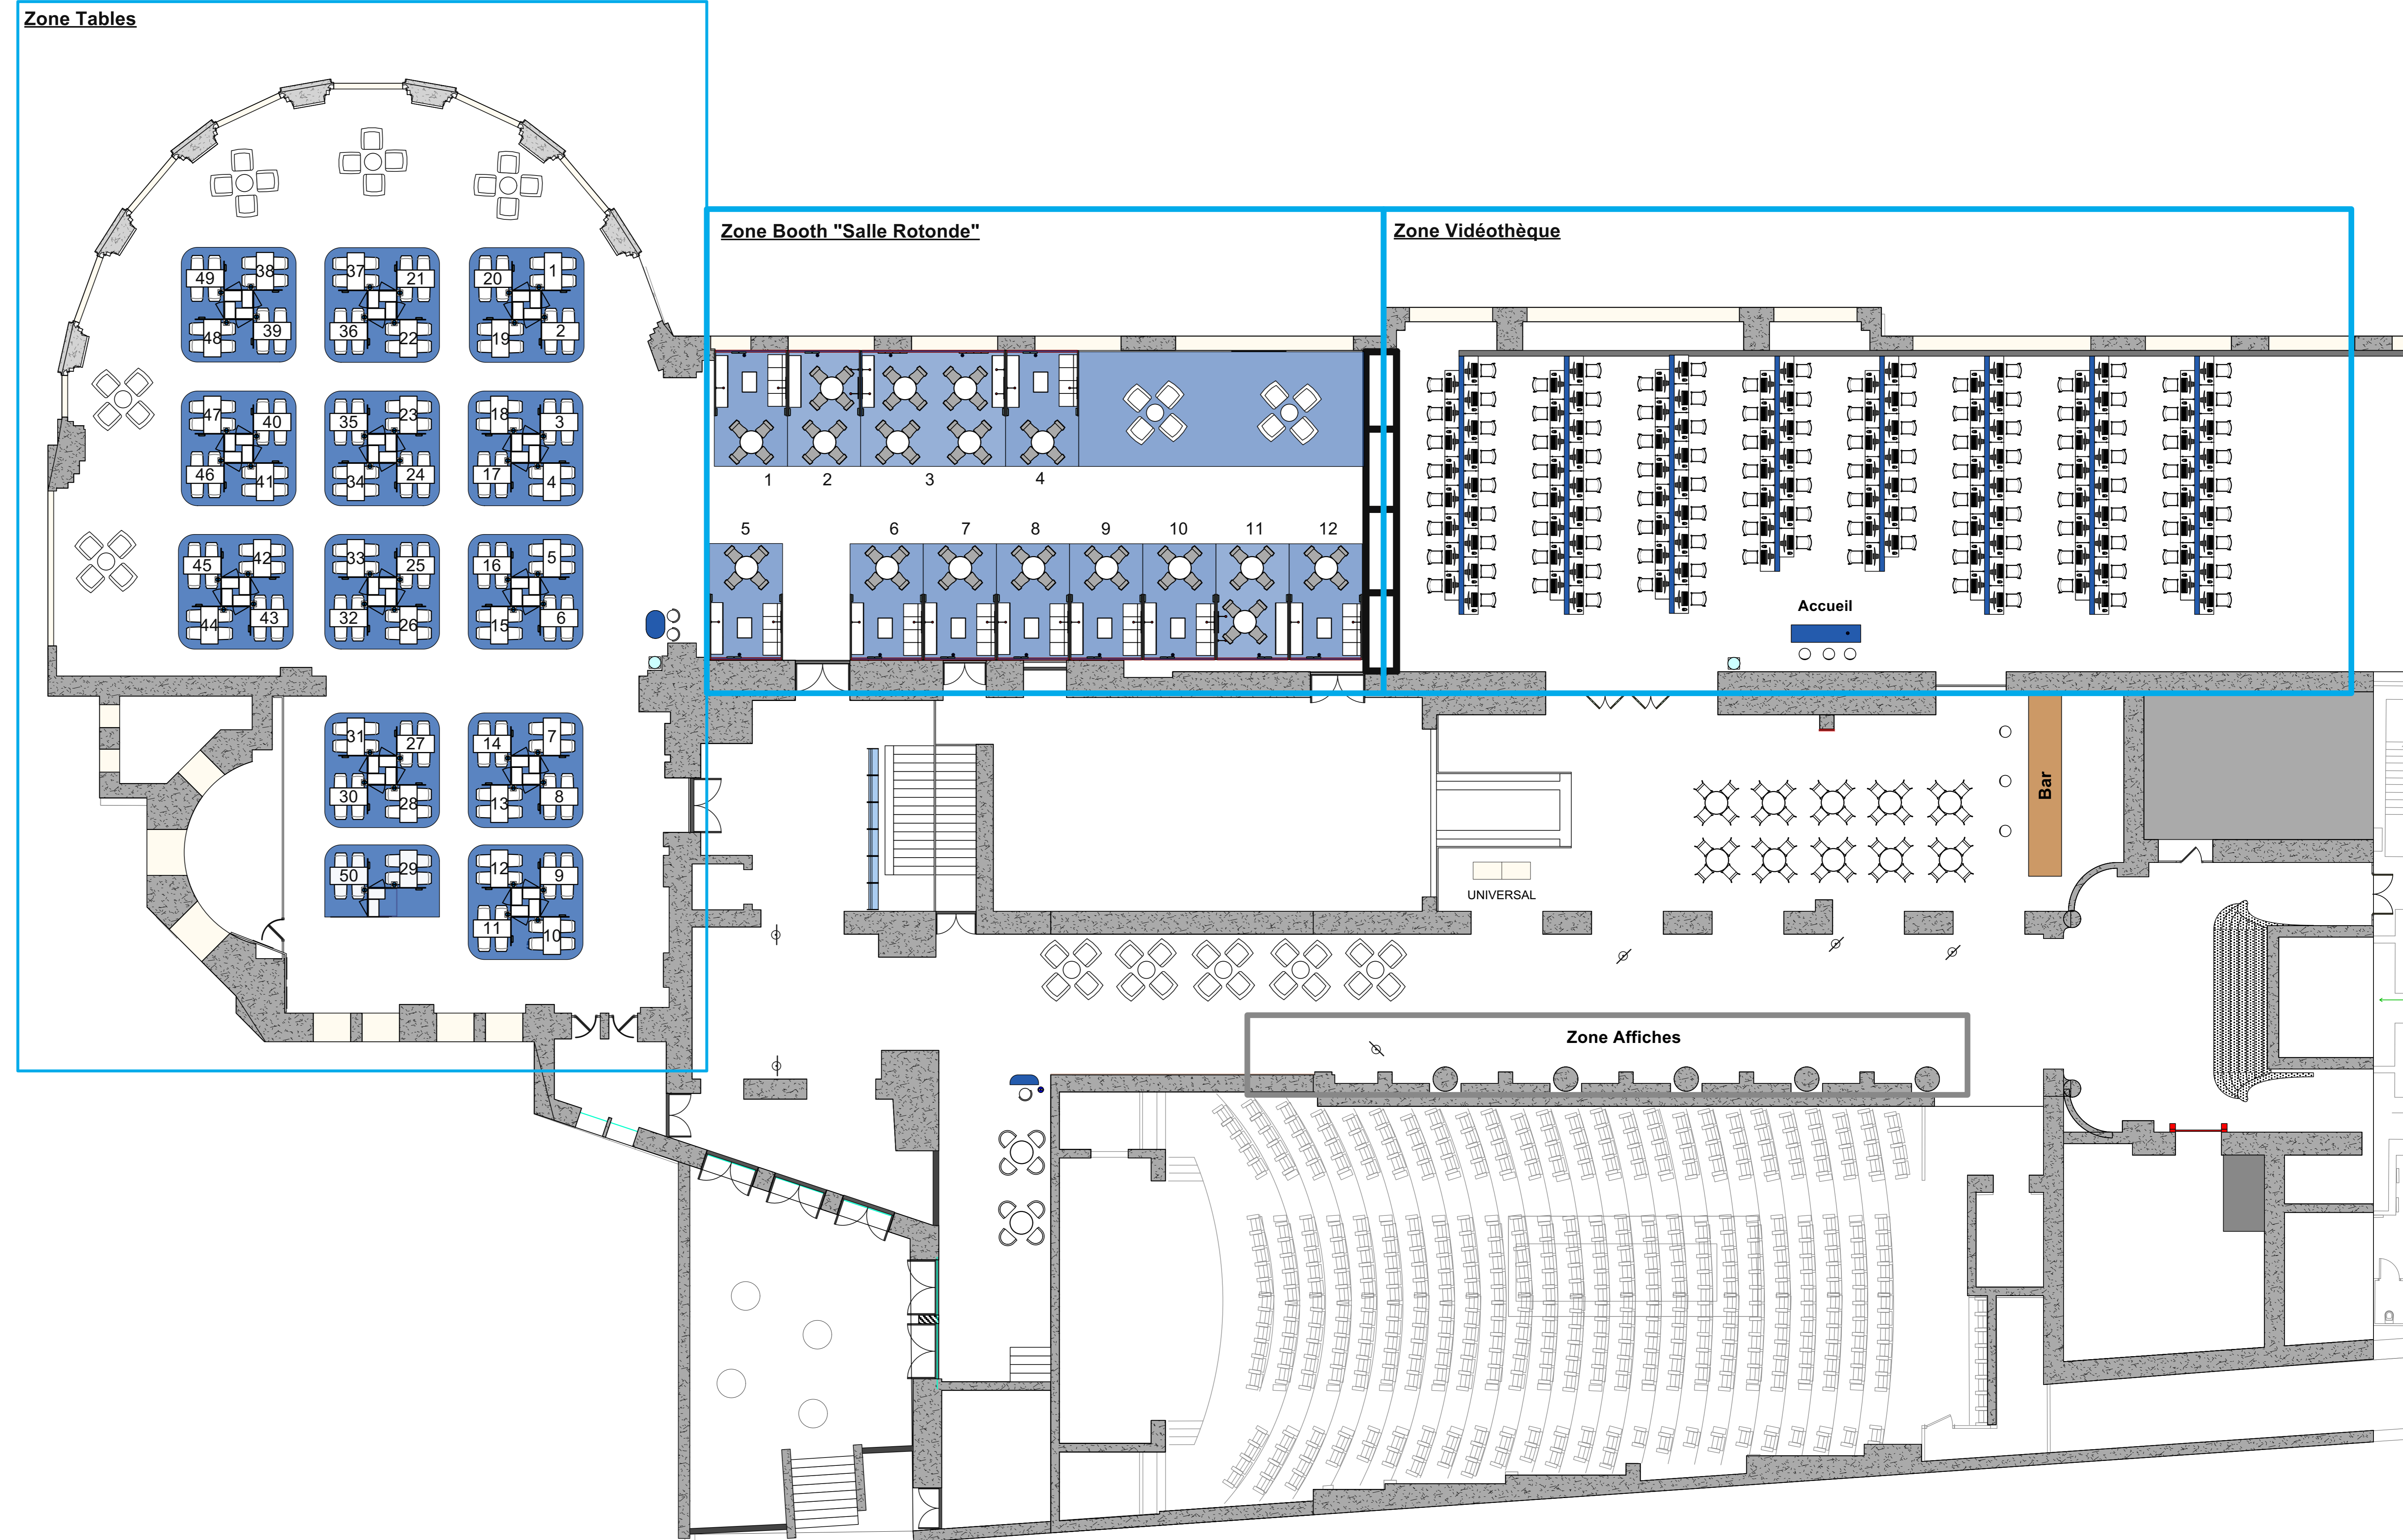 Zone Tables
Zone Booth "Salle Rotonde"
Zone Vidéothèque
49 38 37 21 20 1
48 39 36 22 19 2
47 40 35 23 18 3
46 41 34 24 17 4
1 2 3 4
5 6 7 8 9 10 11 12
45 42 33 25 16 5
44 43 32 26 15 6
Accueil
31 27 14 7
30 28 13 8
Bar
50 29 12 9
11 10
UNIVERSAL
Zone Affiches